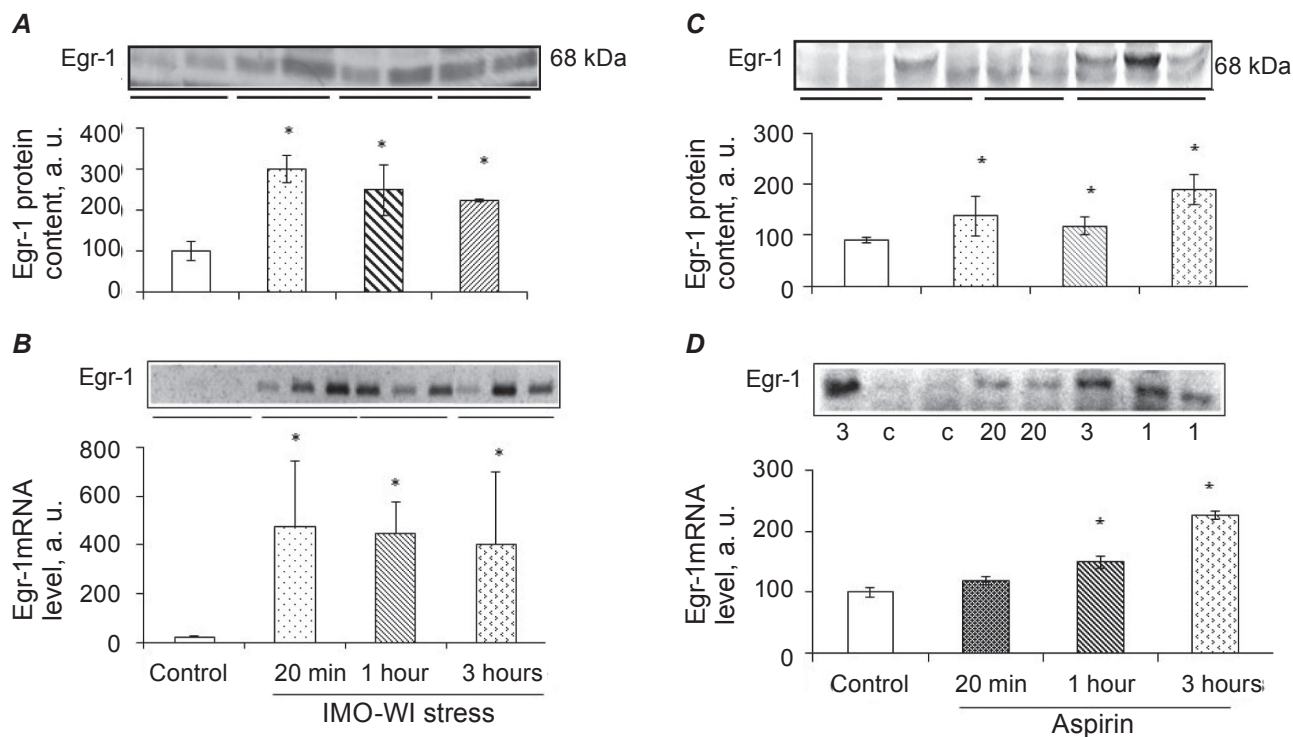 A
Egr-1
68 kDa
Egr-1 protein
content, a. u.
400
300
200
100
0
*
*
*
B
Egr-1
Egr-1mRNA
level, a. u.
800
600
400
200
0
*
*
*
Control
20 min
1 hour
3 hours
IMO-WI stress
C
Egr-1
68 kDa
Egr-1 protein
content, a. u.
300
200
100
0
*
*
*
D
Egr-1
3 c c 20 20 3 1 1
Egr-1mRNA
level, a. u.
300
200
100
0
*
*
Control
20 min
1 hour
3 hours
Aspirin